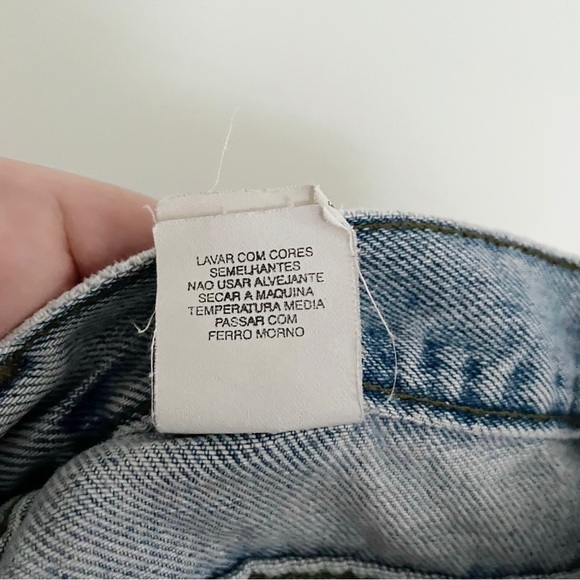 LAVAR COM CORES
SEMELHANTES
NAO USAR ALVEJANTE
SECAR A MAQUINA
TEMPERATURA MEDIA
PASSAR COM
FERRO MORNO